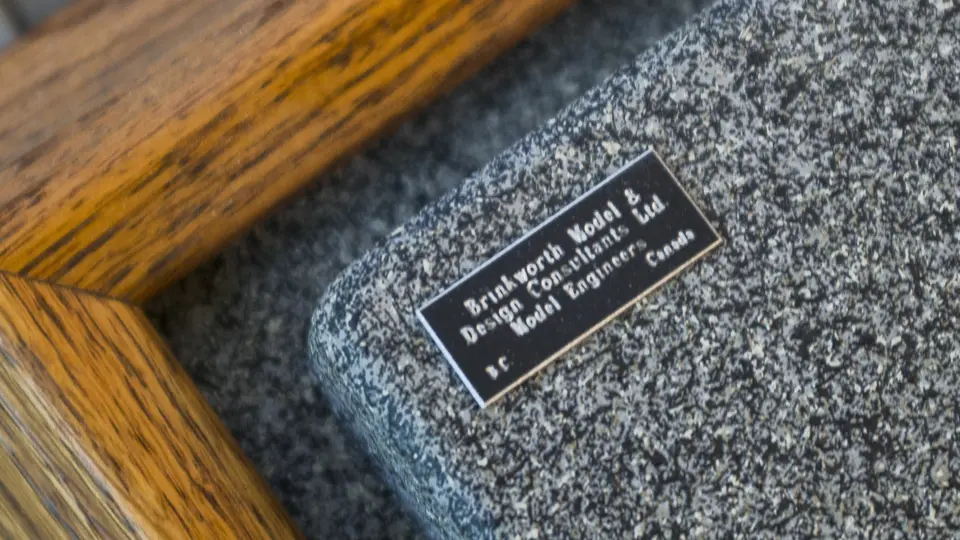 Brinkworth Model &
Design Consultants Ltd.
Model Engineers
B.C. Canada